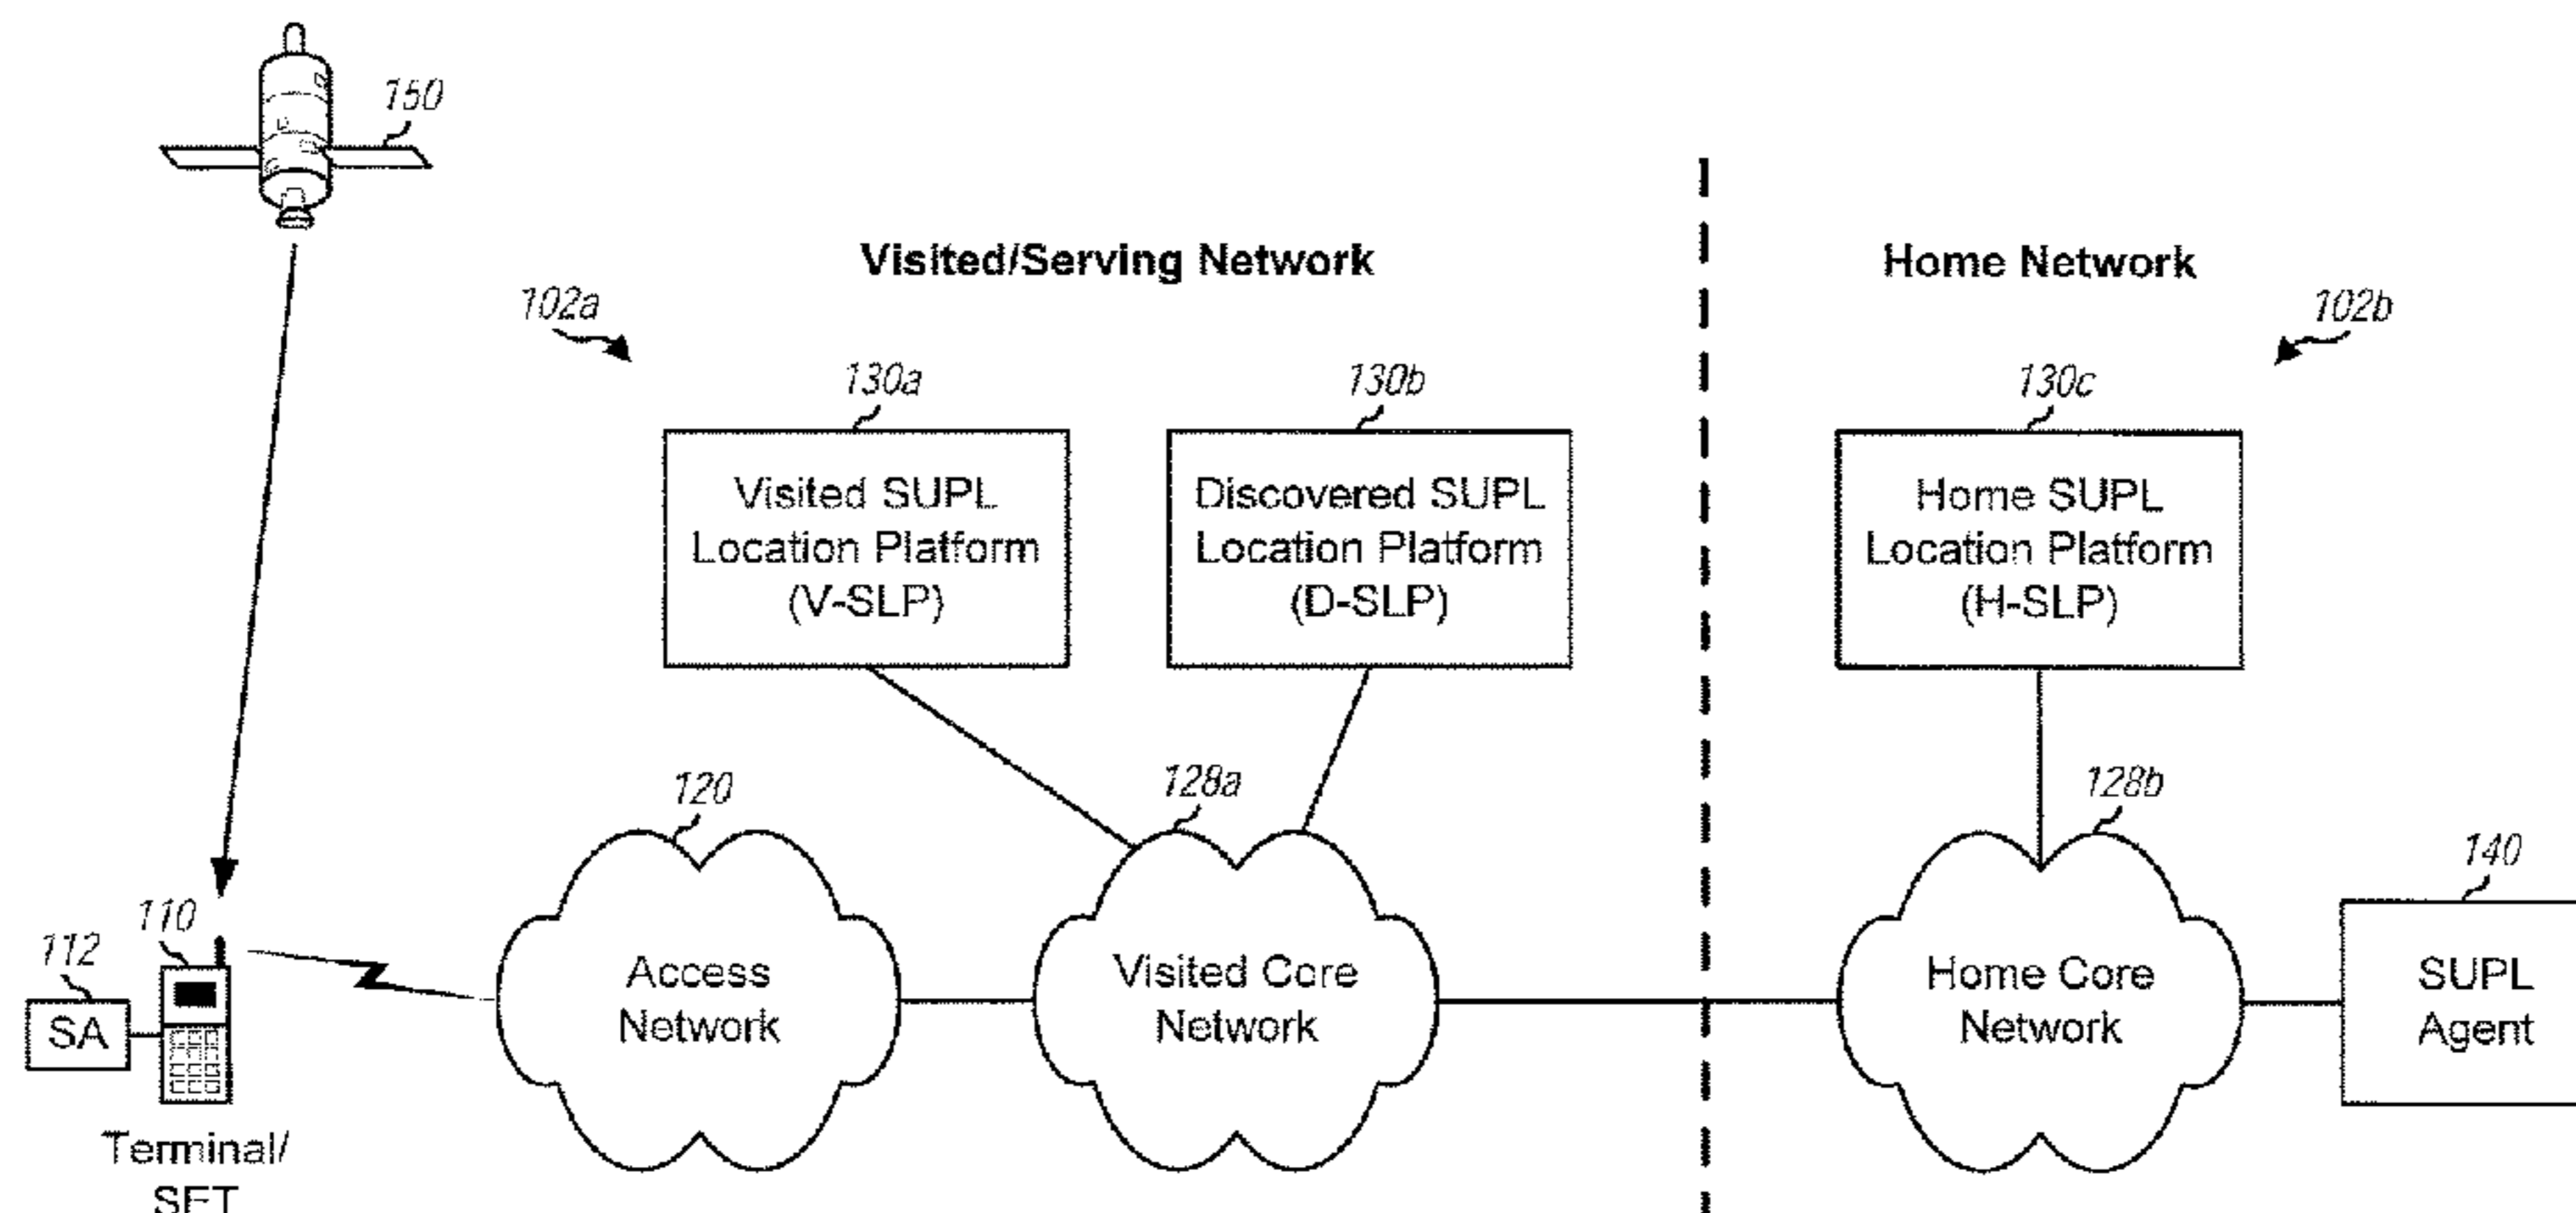 150
Visited/Serving Network
Home Network
102a
102b
130a
130b
130c
Visited SUPL
Location Platform
(V-SLP)
Discovered SUPL
Location Platform
(D-SLP)
Home SUPL
Location Platform
(H-SLP)
120
128a
128b
140
110
112
SA
Access
Network
Visited Core
Network
Home Core
Network
SUPL
Agent
Terminal/
SET